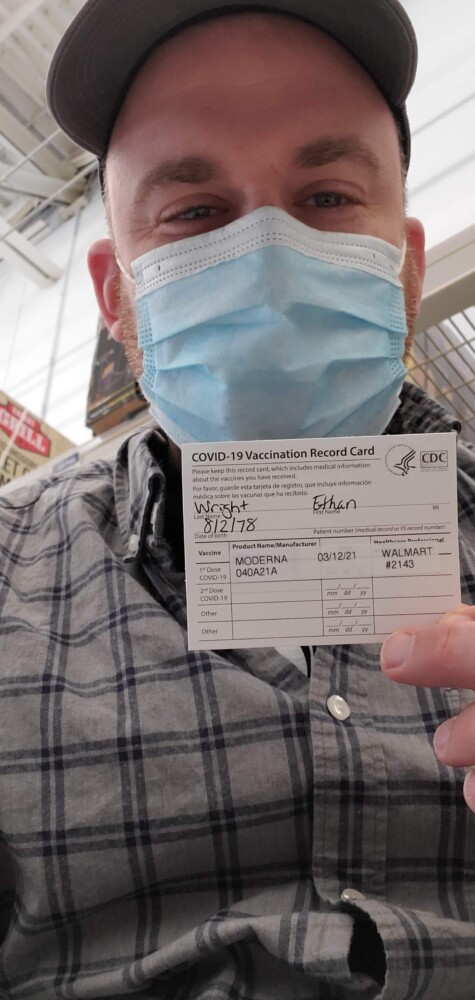 GRILL
COVID-19 Vaccination Record Card
CDC
Please keep this record card, which includes medical information
about the vaccines you have received.
Por favor, guarde esta tarjeta de registro, que incluye información
médica sobre las vacunas que ha recibido.
Wright Ethan
Last Name First Name MI
8/2/78
Date of birth Patient number (medical record or IIS record number)
Vaccine Product Name/Manufacturer Healthcare Professional
1st Dose COVID-19 MODERNA 03/12/21 WALMART
040A21A #2143
2nd Dose
COVID-19 mm dd yy
Other mm dd yy
Other mm dd yy